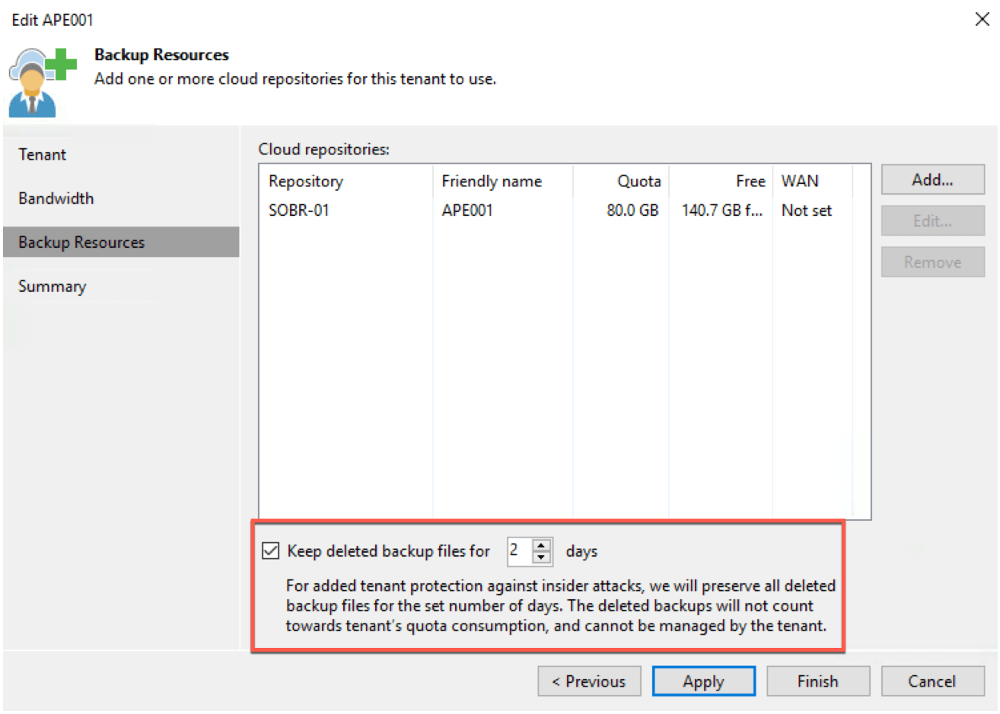 Edit APE001
Backup Resources
Add one or more cloud repositories for this tenant to use.
Tenant
Bandwidth
Backup Resources
Summary
Cloud repositories:
Repository Friendly name Quota Free WAN
SOBR-01 APE001 80.0 GB 140.7 GB f... Not set
Add...
Edit...
Remove
Keep deleted backup files for 2 days
For added tenant protection against insider attacks, we will preserve all deleted
backup files for the set number of days. The deleted backups will not count
towards tenant's quota consumption, and cannot be managed by the tenant.
< Previous Apply Finish Cancel